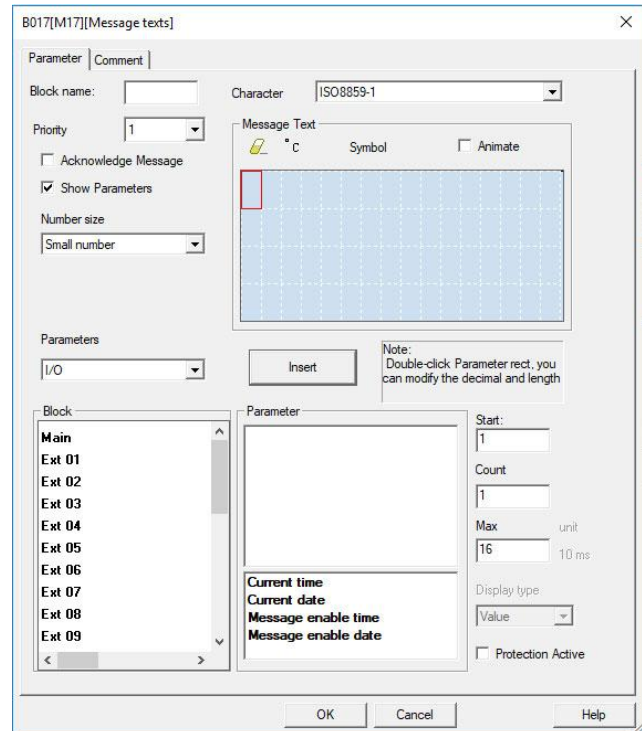 B017[M17][Message texts]
Parameter Comment
Block name:
Character
ISO8859-1
Priority
1
Message Text
°C
Symbol
Animate
Acknowledge Message
Show Parameters
Number size
Small number
Parameters
I/O
Insert
Note:
Double-click Parameter rect, you
can modify the decimal and length
Block
Main
Ext 01
Ext 02
Ext 03
Ext 04
Ext 05
Ext 06
Ext 07
Ext 08
Ext 09
Parameter
Current time
Current date
Message enable time
Message enable date
Start:
1
Count
1
Max unit
16 10 ms
Display type
Value
Protection Active
OK Cancel Help